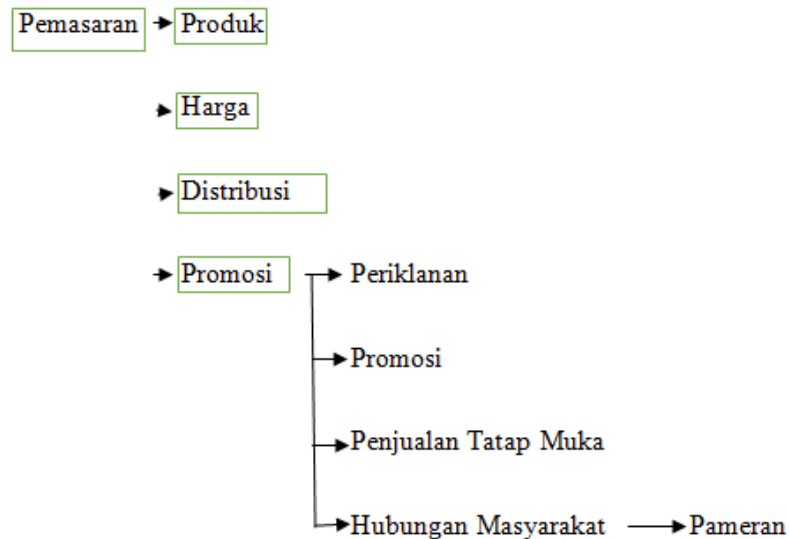 Pemasaran Produk
Harga
Distribusi
Promosi Periklanan
Promosi
Penjualan Tatap Muka
Hubungan Masyarakat Pameran